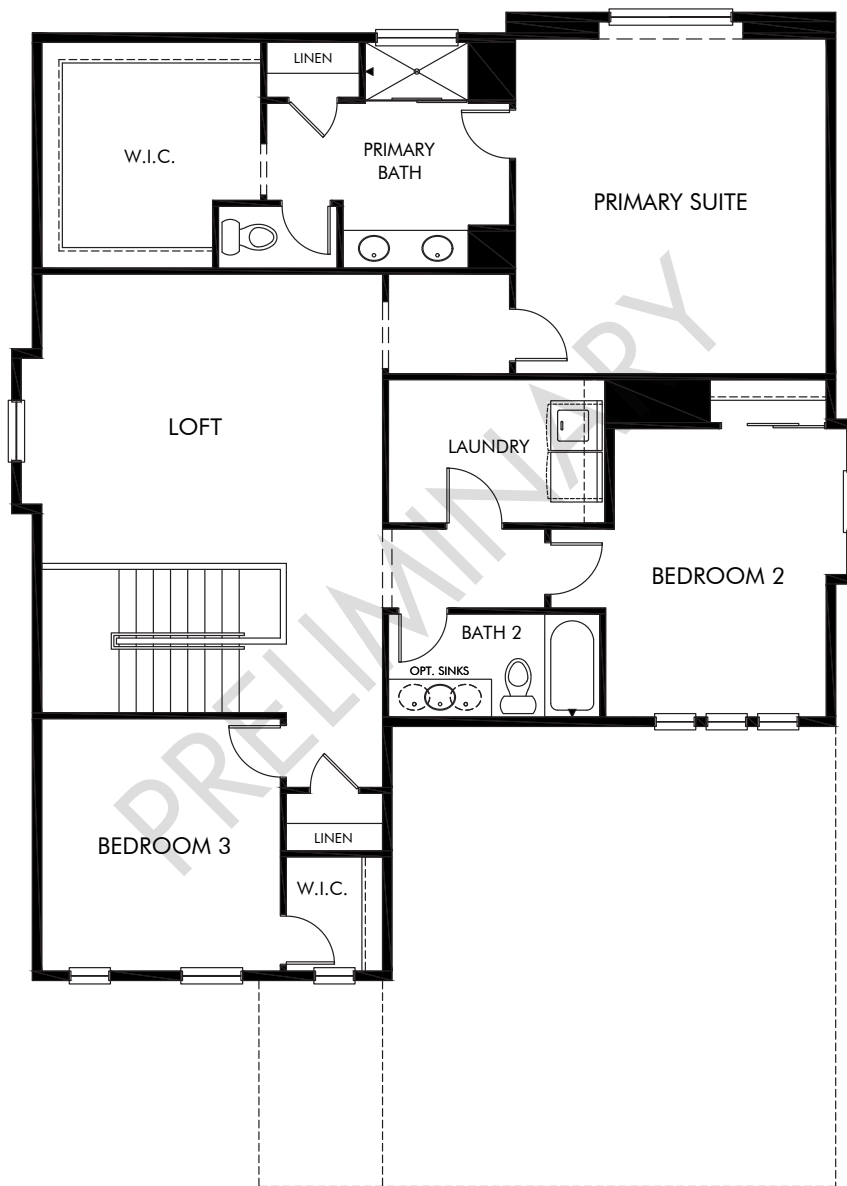 LINEN
W.I.C.
PRIMARY
BATH
PRIMARY SUITE
LOFT
LAUNDRY
BEDROOM 2
BATH 2
OPT. SINKS
BEDROOM 3
LINEN
W.I.C.
PRELIMINARY